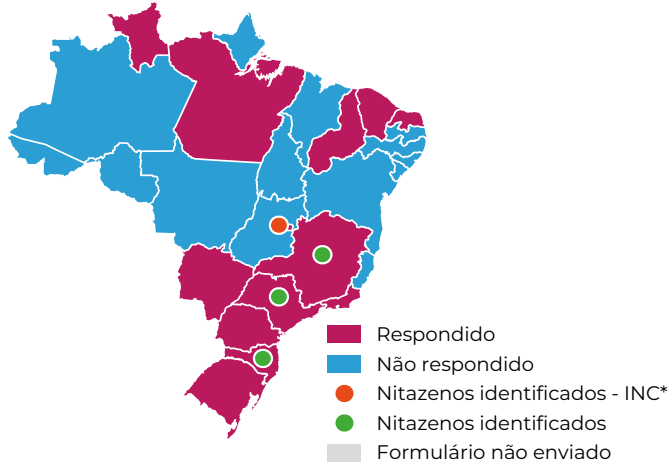 Respondido
Não respondido
Nitazenos identificados - INC*
Nitazenos identificados
Formulário não enviado